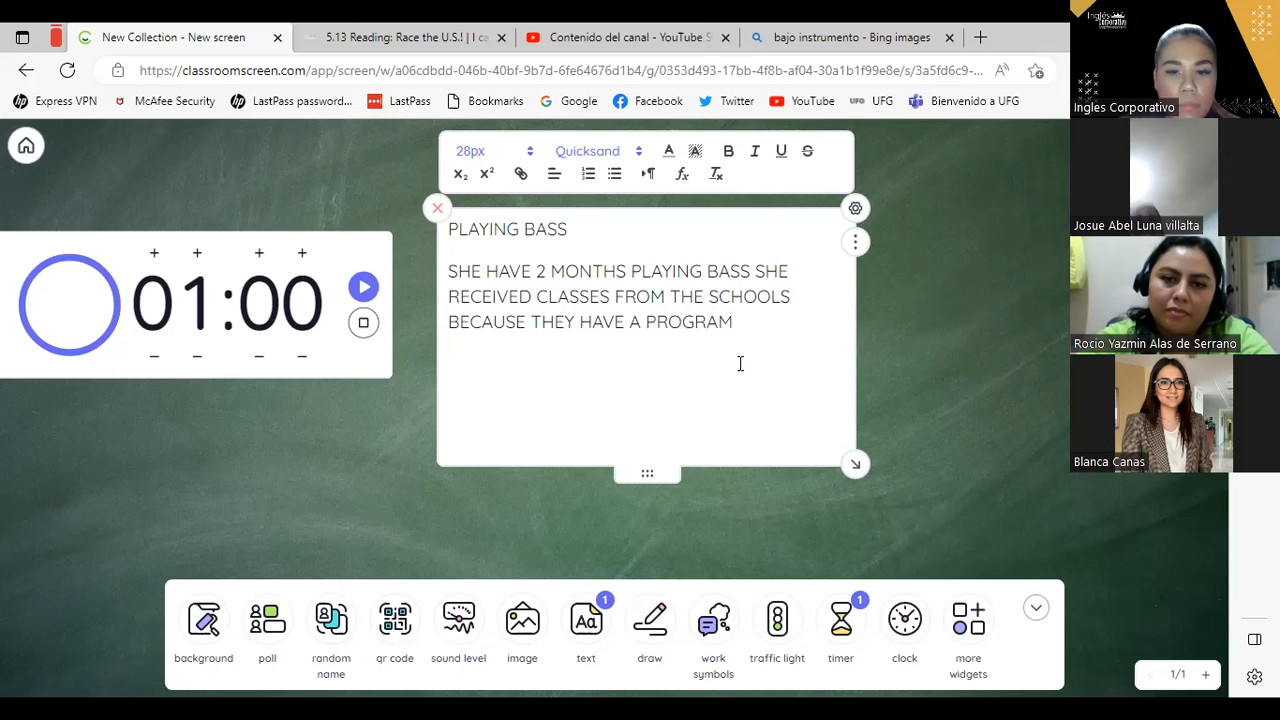 New Collection - New screen
5.13 Reading: Race the U.S.! | I ca
Contenido del canal - YouTube S
bajo instrumento - Bing images
https://classroomscreen.com/app/screen/w/a06cdbdd-046b-40bf-9b7d-6fe64676d1b4/g/0353d493-17bb-4f8b-af04-30a1b1f99e8e/s/3a5fd6c9-...
Express VPN
McAfee Security
LastPass password...
LastPass
Bookmarks
Google
Facebook
Twitter
YouTube
UFG
Bienvenido a UFG
28px
Quicksand
PLAYING BASS
SHE HAVE 2 MONTHS PLAYING BASS SHE
RECEIVED CLASSES FROM THE SCHOOLS
BECAUSE THEY HAVE A PROGRAM
01:00
background
poll
random
name
qr code
sound level
image
1
text
draw
work
symbols
traffic light
1
timer
clock
more
widgets
1/1
Inglés
Corporativo
Ingles Corporativo
Josue Abel Luna villalta
Rocio Yazmin Alas de Serrano
Blanca Canas